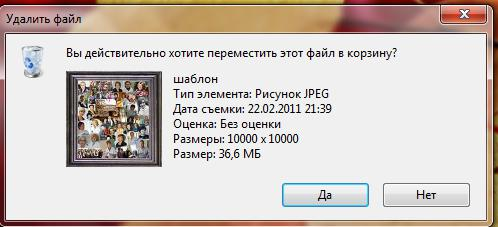 Удалить файл
Вы действительно хотите переместить этот файл в корзину?
шаблон
Тип элемента: Рисунок JPEG
Дата съемки: 22.02.2011 21:39
Оценка: Без оценки
Размеры: 10000 x 10000
Размер: 36,6 МБ
Да
Нет